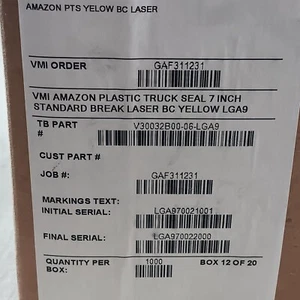 AMAZON PTS YELOW BC LASER
VMI ORDER GAF311231
VMI AMAZON PLASTIC TRUCK SEAL 7 INCH
STANDARD BREAK LASER BC YELLOW LGA9
TB PART # V30032B00-06-LGA9
CUST PART #
JOB #: GAF311231
MARKINGS TEXT:
INITIAL SERIAL: LGA970021001
FINAL SERIAL: LGA970022000
QUANTITY PER BOX: 1000 BOX 12 OF 20